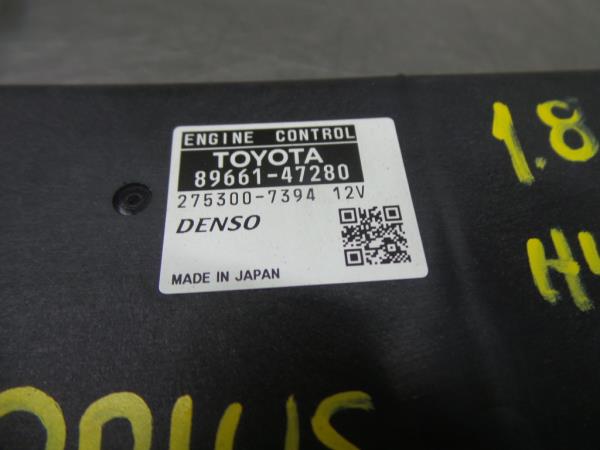 ENGINE CONTROL
TOYOTA
89661-47280
275300-7394 12V
DENSO
MADE IN JAPAN
1.8